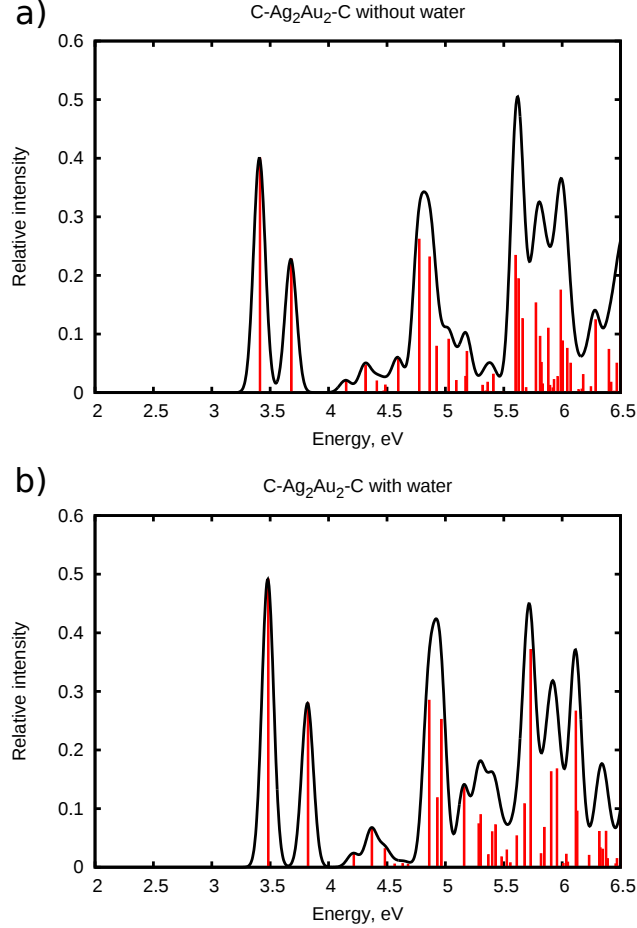 a)
C-Ag₂Au₂-C without water
0.6
0.5
0.4
0.3
0.2
0.1
0
Relative intensity
2 2.5 3 3.5 4 4.5 5 5.5 6 6.5
Energy, eV
b)
C-Ag₂Au₂-C with water
0.6
0.5
0.4
0.3
0.2
0.1
0
Relative intensity
2 2.5 3 3.5 4 4.5 5 5.5 6 6.5
Energy, eV